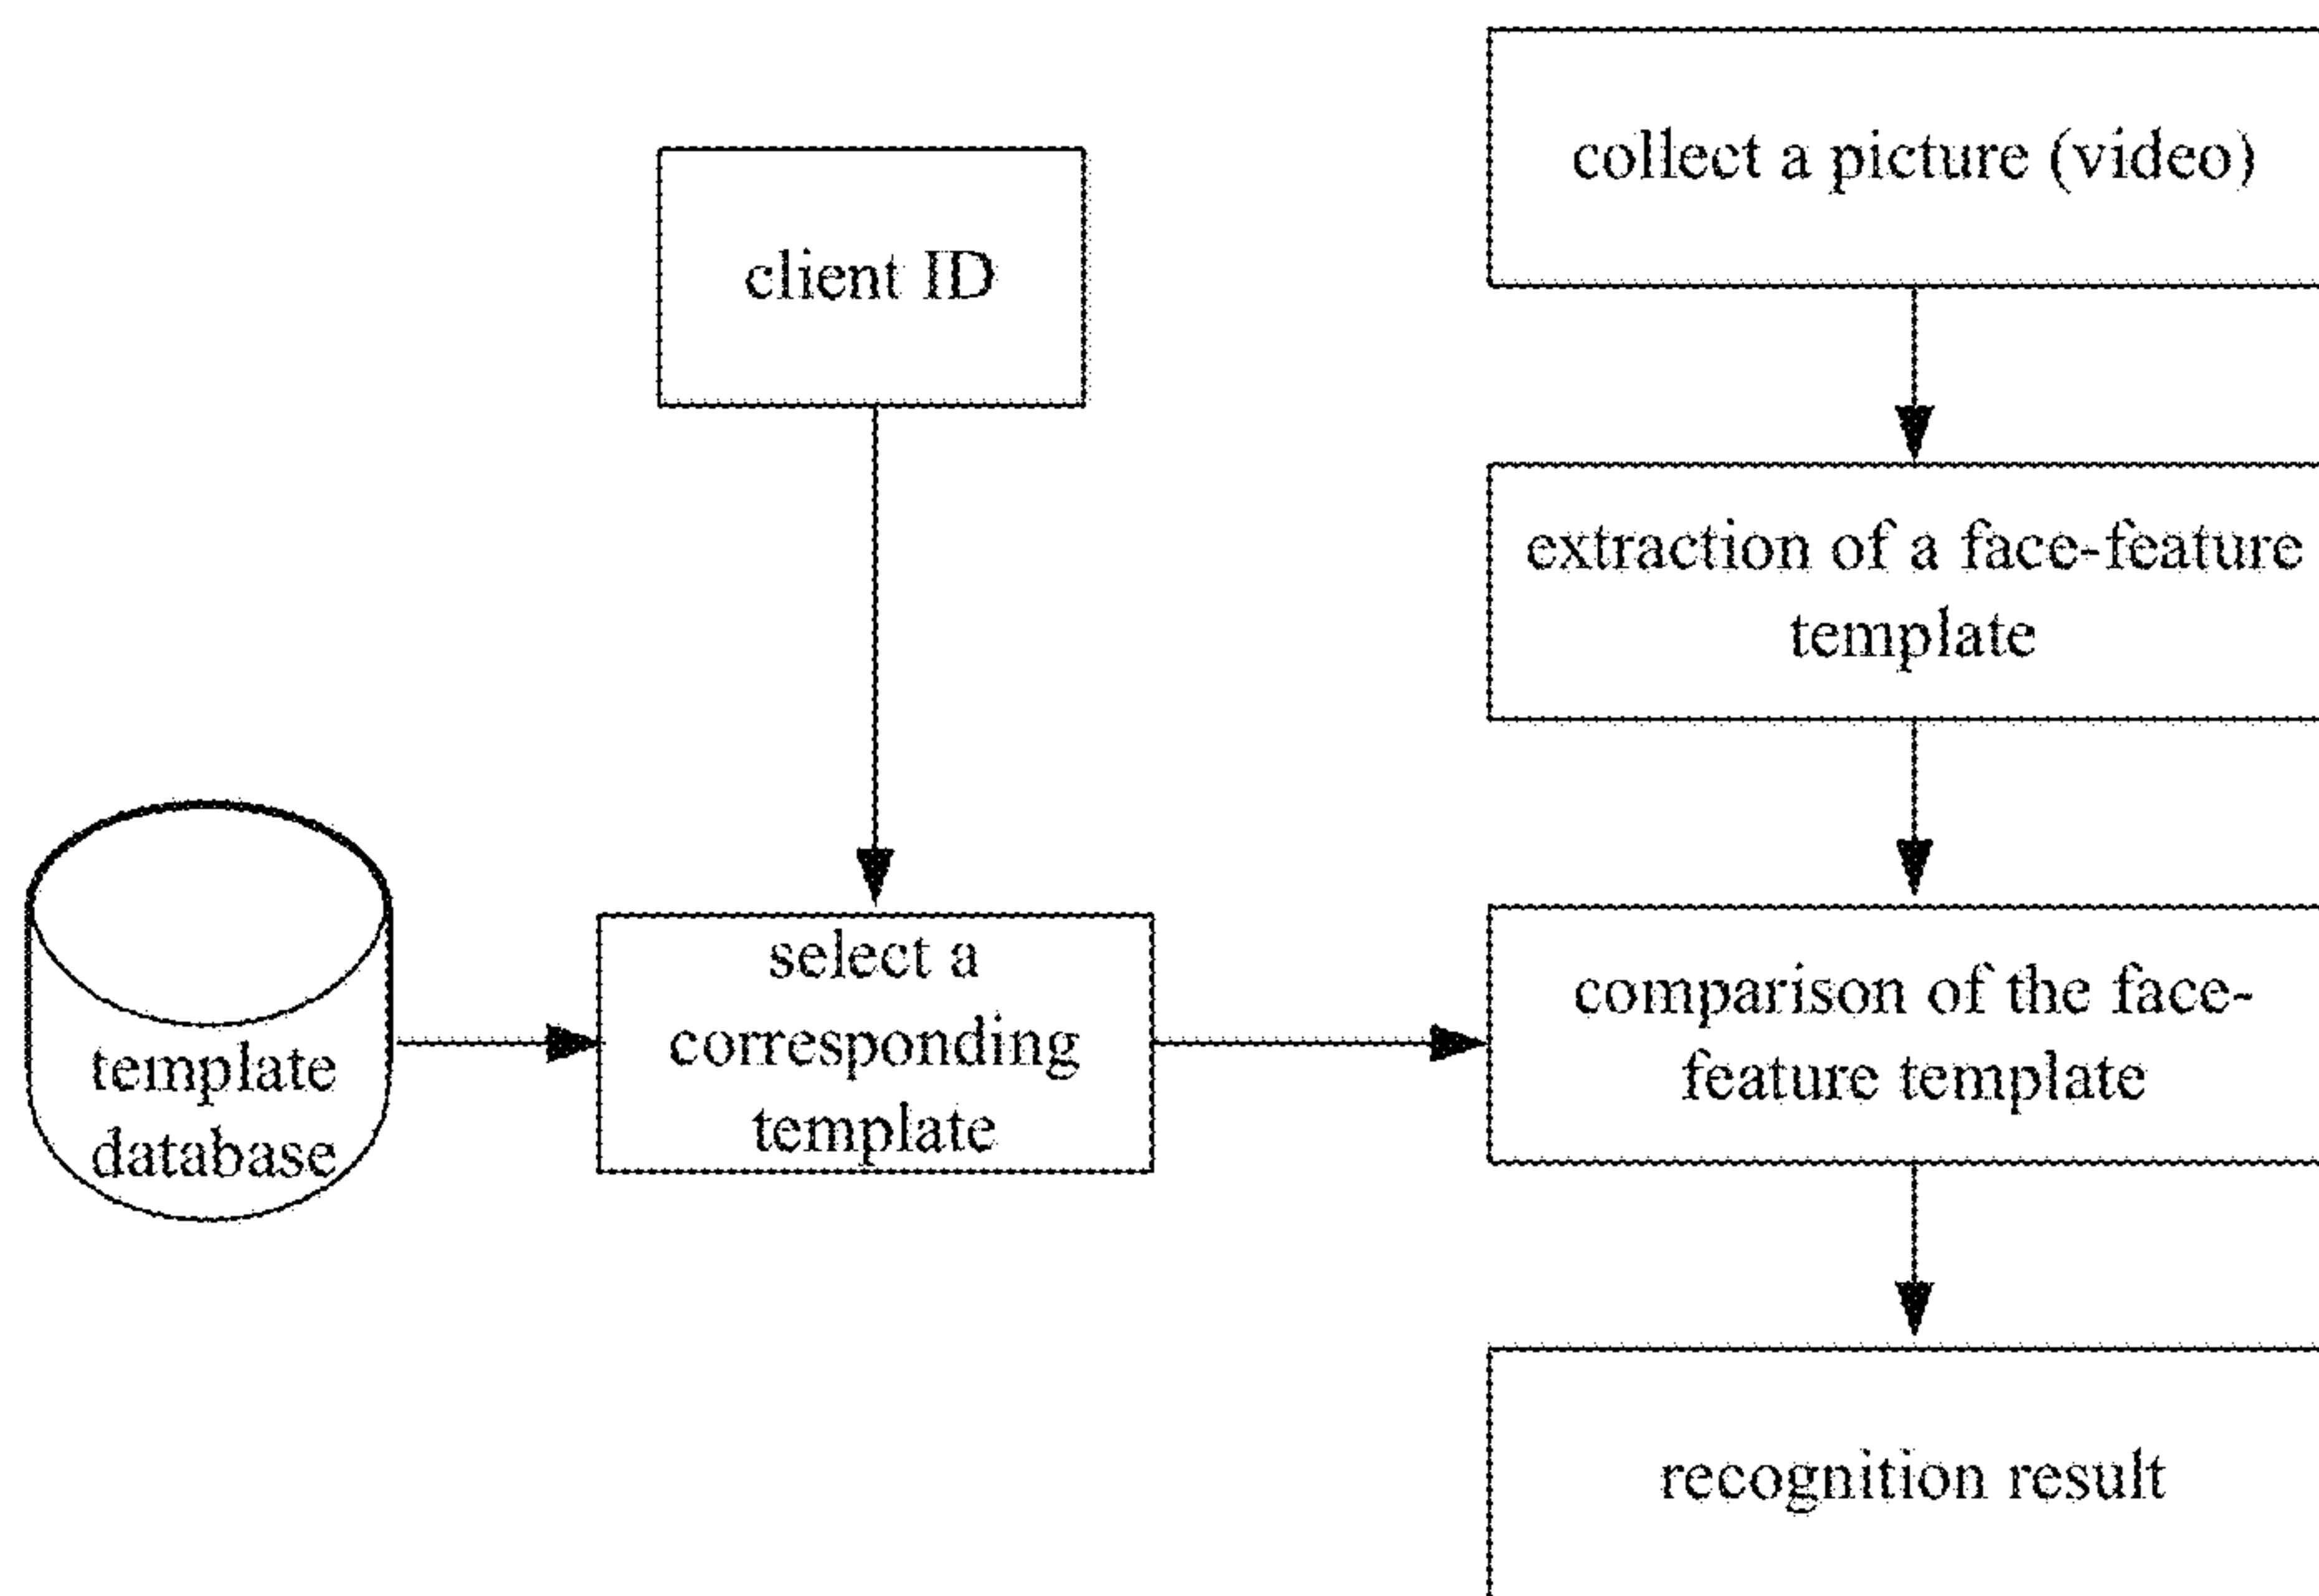 collect a picture (video)
client ID
extraction of a face-feature
template
select a
corresponding
template
comparison of the face-
feature template
template
database
recognition result